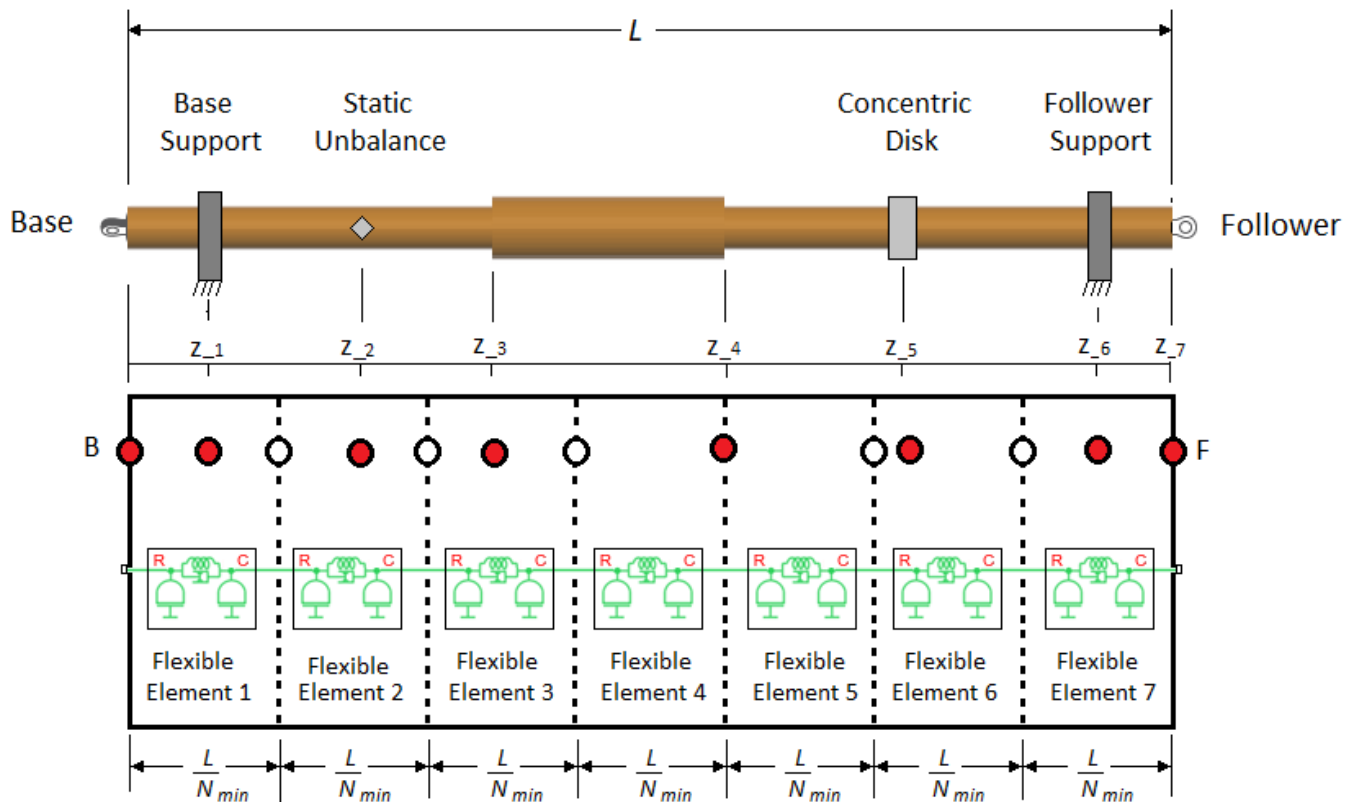 L
Base
Support
Static
Unbalance
Concentric
Disk
Follower
Support
Base
Follower
z_1
z_2
z_3
z_4
z_5
z_6
z_7
B
F
R C
R C
R C
R C
R C
R C
R C
Flexible
Element 1
Flexible
Element 2
Flexible
Element 3
Flexible
Element 4
Flexible
Element 5
Flexible
Element 6
Flexible
Element 7
L
N min
L
N min
L
N min
L
N min
L
N min
L
N min
L
N min